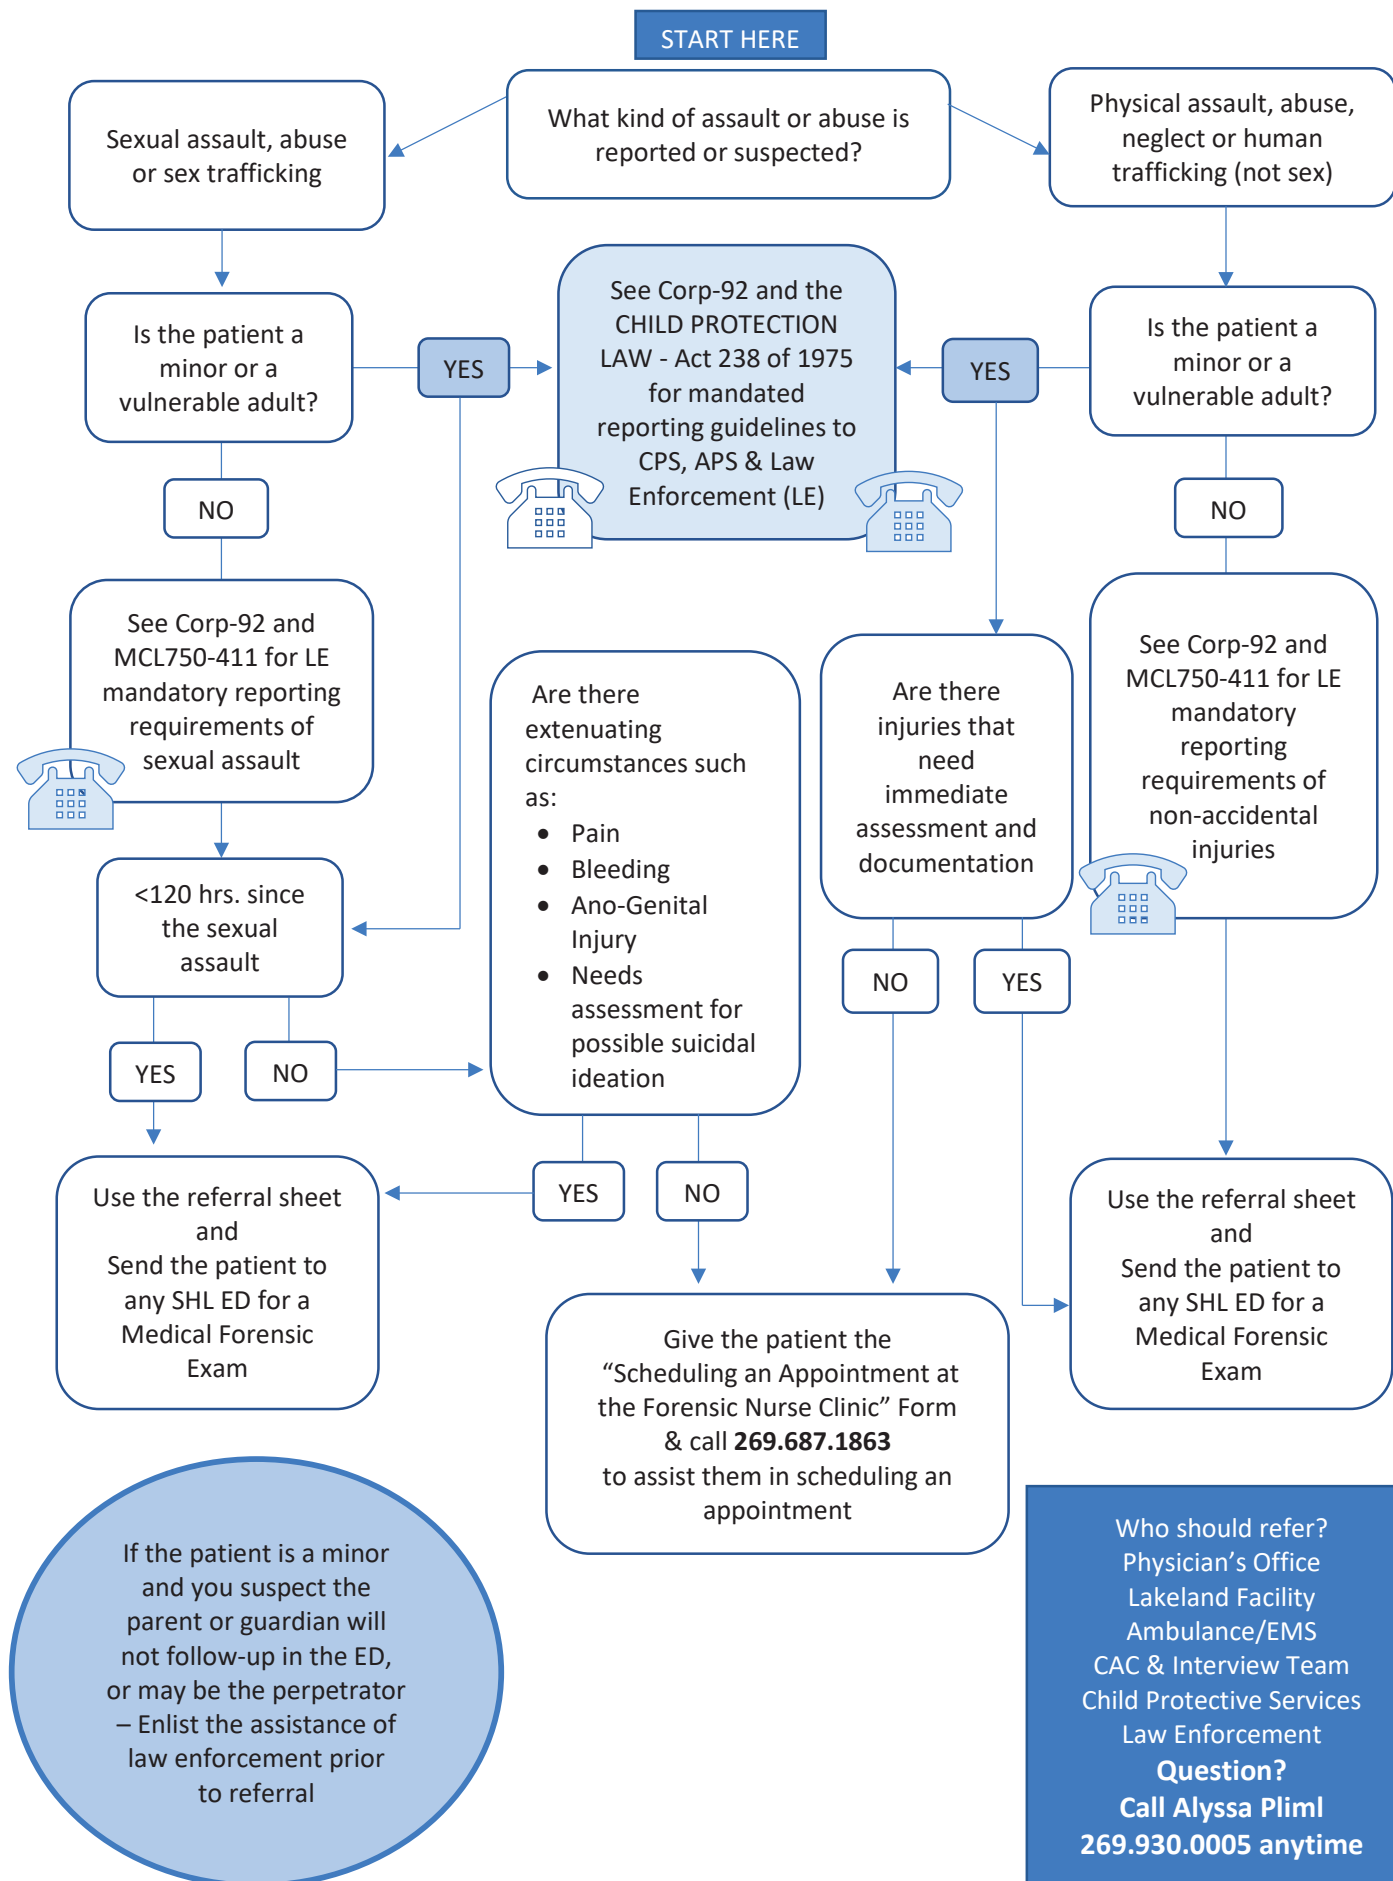 START HERE
What kind of assault or abuse is
reported or suspected?
Sexual assault, abuse
or sex trafficking
Physical assault, abuse,
neglect or human
trafficking (not sex)
Is the patient a
minor or a
vulnerable adult?
YES
See Corp-92 and the
CHILD PROTECTION
LAW - Act 238 of 1975
for mandated
reporting guidelines to
CPS, APS & Law
Enforcement (LE)
YES
Is the patient a
minor or a
vulnerable adult?
NO
NO
See Corp-92 and
MCL750-411 for LE
mandatory reporting
requirements of
sexual assault
Are there
extenuating
circumstances such
as:
• Pain
• Bleeding
• Ano-Genital
Injury
• Needs
assessment for
possible suicidal
ideation
Are there
injuries that
need
immediate
assessment and
documentation
See Corp-92 and
MCL750-411 for LE
mandatory
reporting
requirements of
non-accidental
injuries
<120 hrs. since
the sexual
assault
NO
YES
YES
NO
YES
NO
Use the referral sheet
and
Send the patient to
any SHL ED for a
Medical Forensic
Exam
Use the referral sheet
and
Send the patient to
any SHL ED for a
Medical Forensic
Exam
Give the patient the
“Scheduling an Appointment at
the Forensic Nurse Clinic” Form
& call 269.687.1863
to assist them in scheduling an
appointment
If the patient is a minor
and you suspect the
parent or guardian will
not follow-up in the ED,
or may be the perpetrator
– Enlist the assistance of
law enforcement prior
to referral
Who should refer?
Physician’s Office
Lakeland Facility
Ambulance/EMS
CAC & Interview Team
Child Protective Services
Law Enforcement
Question?
Call Alyssa Pliml
269.930.0005 anytime